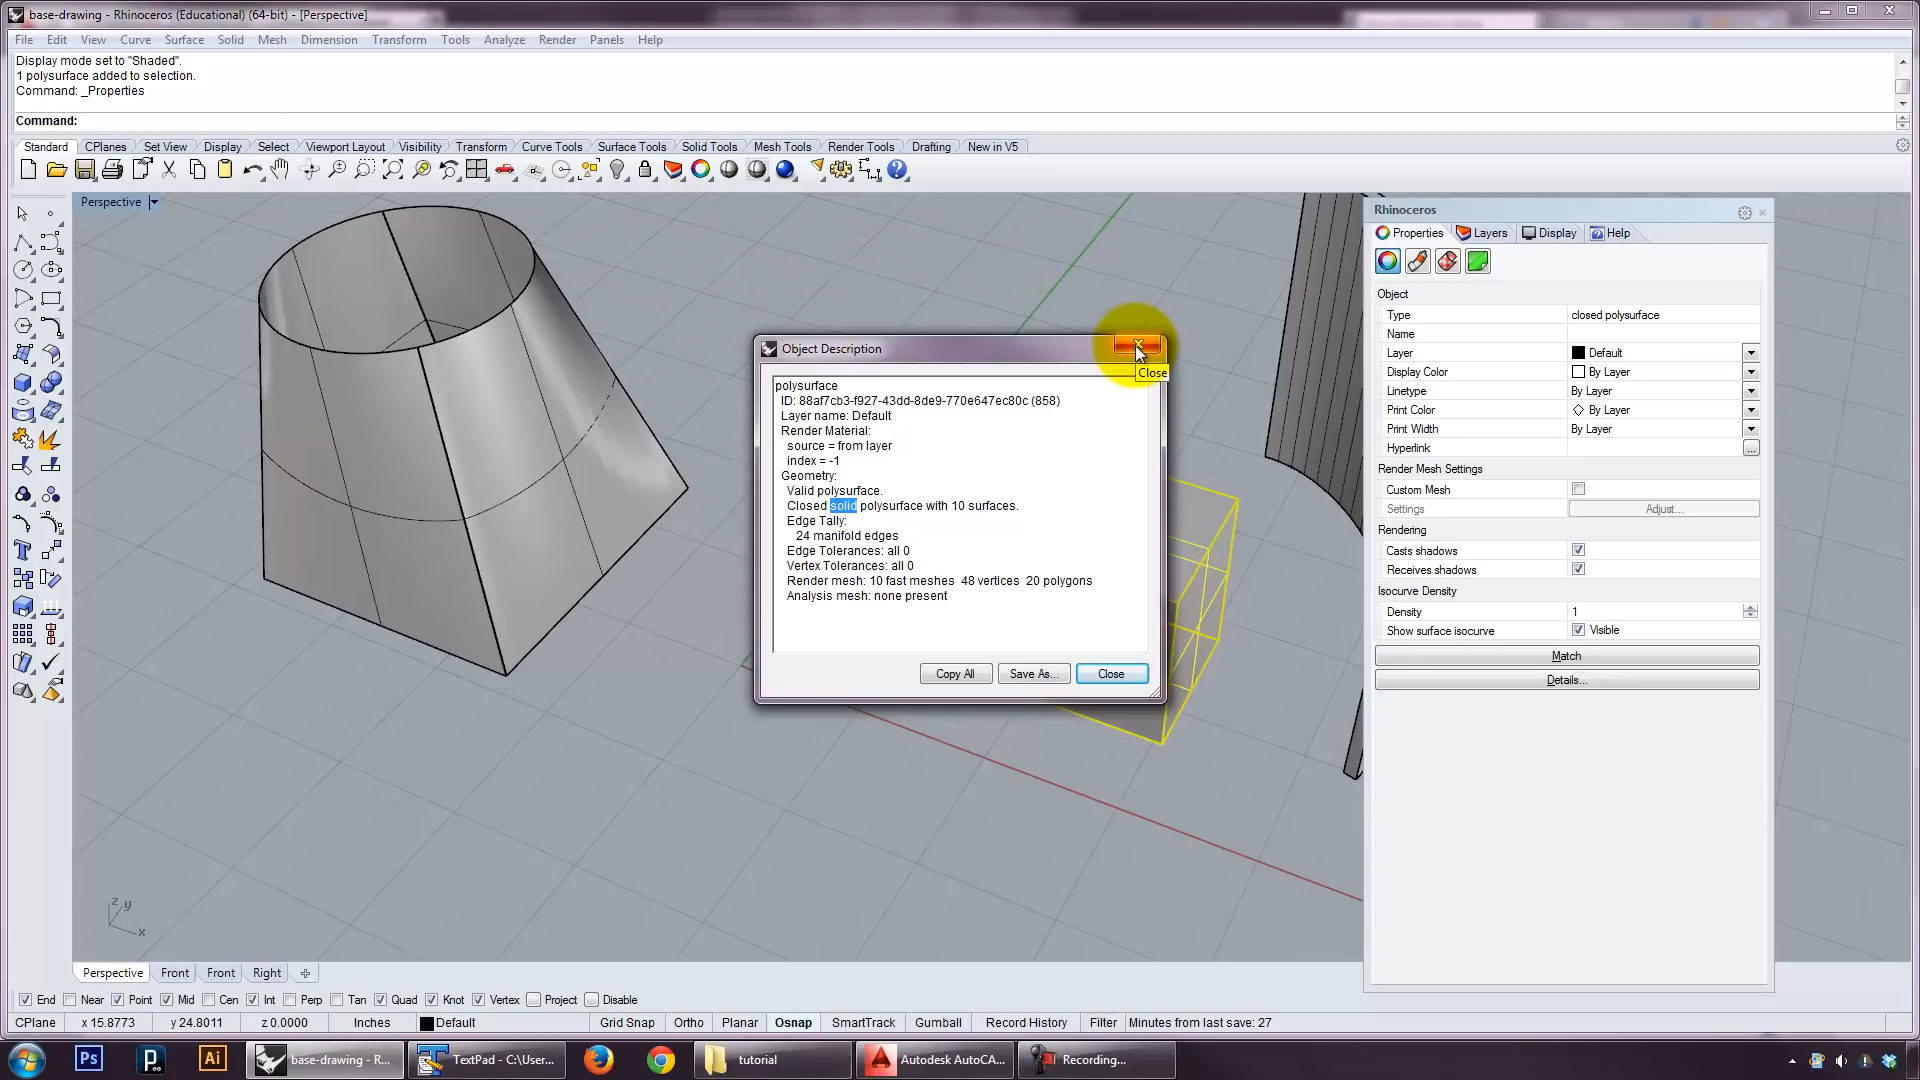 base-drawing - Rhinoceros (Educational) (64-bit) - [Perspective]
File Edit View Curve Surface Solid Mesh Dimension Transform Tools Analyze Render Panels Help
Display mode set to "Shaded".
1 polysurface added to selection.
Command: _Properties
Command:
Standard CPlanes Set View Display Select Viewport Layout Visibility Transform Curve Tools Surface Tools Solid Tools Mesh Tools Render Tools Drafting New in V5
Perspective
Object Description
Close
polysurface
ID: 88af7cb3-f927-43dd-8de9-770e647ec80c (858)
Layer name: Default
Render Material:
source = from layer
index = -1
Geometry:
Valid polysurface.
Closed solid polysurface with 10 surfaces.
Edge Tally:
24 manifold edges
Edge Tolerances: all 0
Vertex Tolerances: all 0
Render mesh: 10 fast meshes 48 vertices 20 polygons
Analysis mesh: none present
Copy All Save As... Close
Rhinoceros
Properties Layers Display Help
Object
Type closed polysurface
Name
Layer Default
Display Color By Layer
Linetype By Layer
Print Color By Layer
Print Width By Layer
Hyperlink ...
Render Mesh Settings
Custom Mesh
Settings Adjust...
Rendering
Casts shadows
Receives shadows
Isocurve Density
Density 1
Show surface isocurve Visible
Match
Details...
z y
x
Perspective Front Front Right
End Near Point Mid Cen Int Perp Tan Quad Knot Vertex Project Disable
CPlane x 15.8773 y 24.8011 z 0.0000 Inches Default Grid Snap Ortho Planar Osnap SmartTrack Gumball Record History Filter Minutes from last save: 27
Ps p Ai base-drawing - R... TextPad - C:\User... tutorial Autodesk AutoCA... Recording...